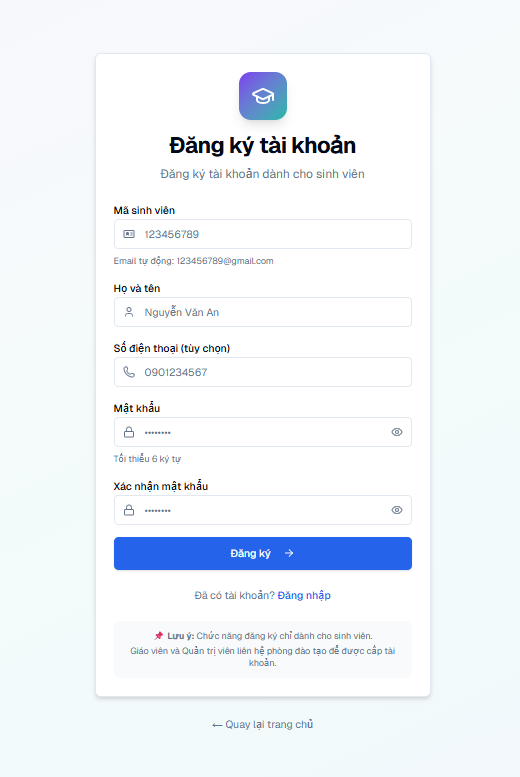 Đăng ký tài khoản
Đăng ký tài khoản dành cho sinh viên
Mã sinh viên
123456789
Email tự động: 123456789@gmail.com
Họ và tên
Nguyễn Văn An
Số điện thoại (tùy chọn)
0901234567
Mật khẩu
••••••••
Tối thiểu 6 ký tự
Xác nhận mật khẩu
••••••••
Đăng ký →
Đã có tài khoản? Đăng nhập
📌 Lưu ý: Chức năng đăng ký chỉ dành cho sinh viên.
Giáo viên và Quản trị viên liên hệ phòng đào tạo để được cấp tài
khoản.
← Quay lại trang chủ